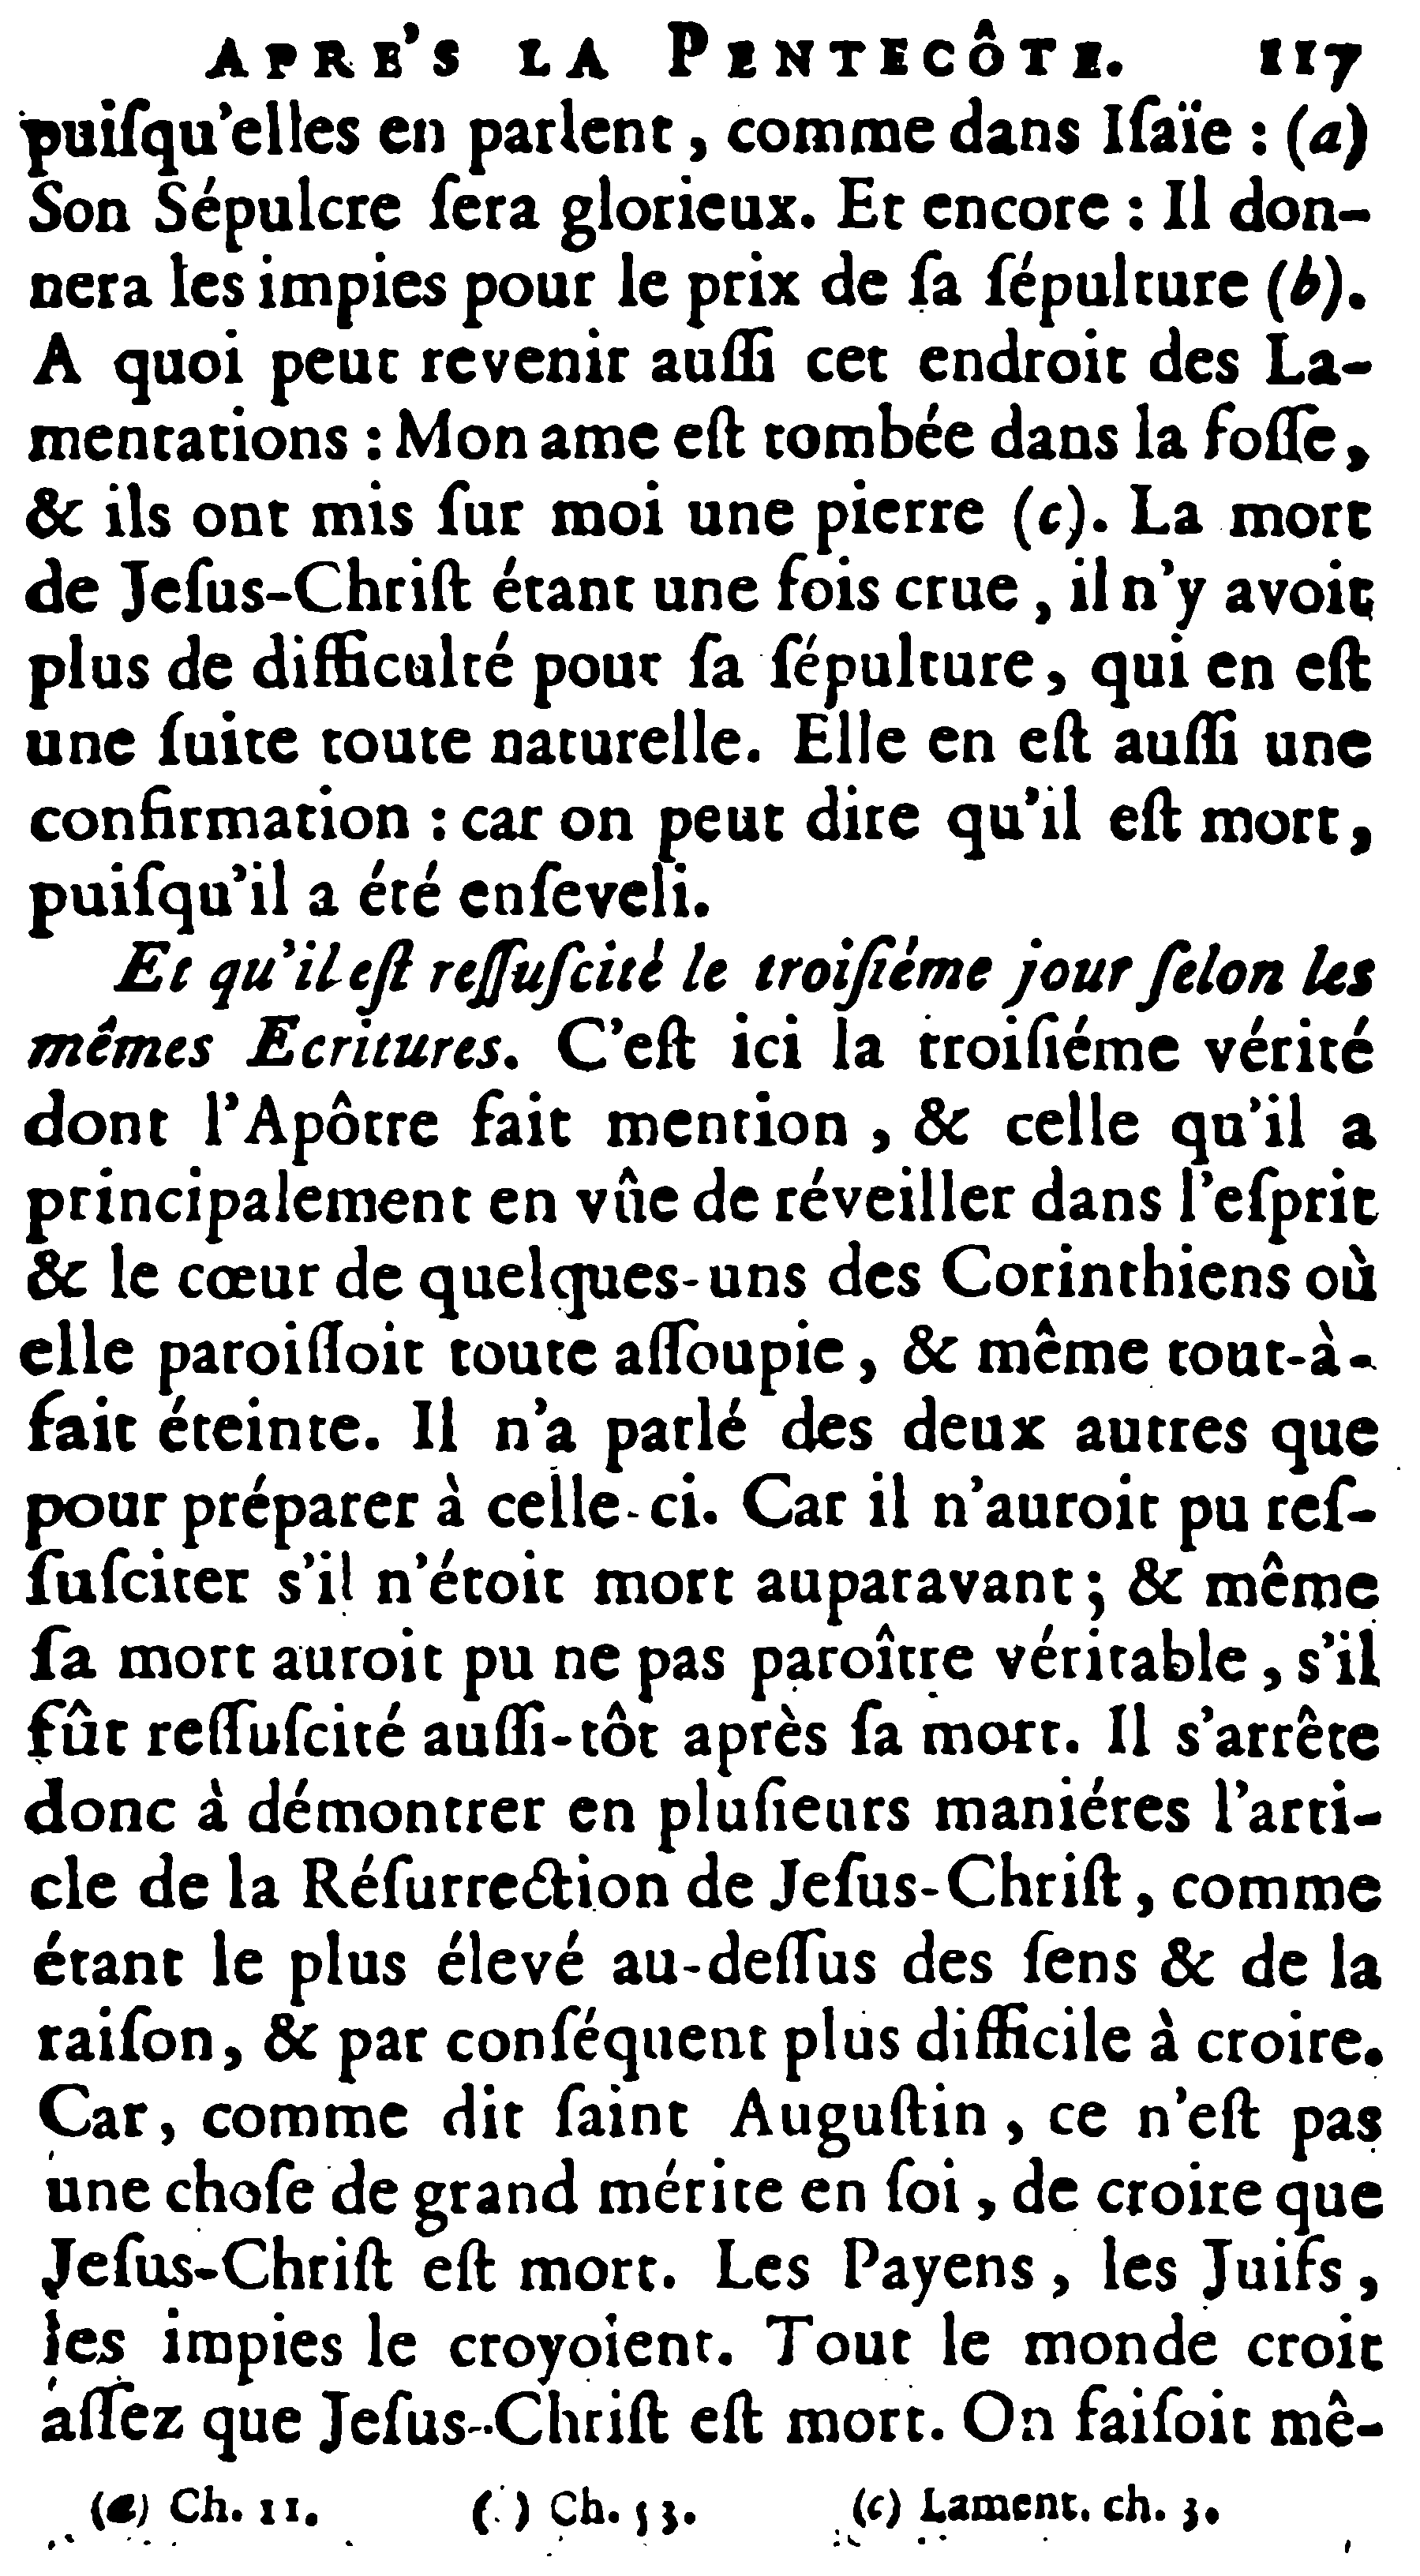 APRE'S LA PENTECÔTE. 117
puiſqu'elles en parlent, comme dans Iſaïe : (a)
Son Sépulcre ſera glorieux. Et encore : Il don-
nera les impies pour le prix de ſa ſépulture (b).
A quoi peut revenir auſſi cet endroit des La-
mentations : Mon ame eſt tombée dans la foſſe,
& ils ont mis ſur moi une pierre (c). La mort
de Jeſus-Chriſt étant une fois crue, il n'y avoit
plus de difficulté pour ſa ſépulture, qui en eſt
une ſuite toute naturelle. Elle en eſt auſſi une
confirmation : car on peut dire qu'il eſt mort,
puiſqu'il a été enſeveli.
Et qu'il eſt reſſuſcité le troiſiéme jour ſelon les
mêmes Ecritures. C'eſt ici la troiſiéme vérité
dont l'Apôtre fait mention, & celle qu'il a
principalement en vûe de réveiller dans l'eſprit
& le cœur de quelques-uns des Corinthiens où
elle paroiſſoit toute aſſoupie, & même tout-à-
fait éteinte. Il n'a parlé des deux autres que
pour préparer à celle-ci. Car il n'auroit pu reſ-
ſuſciter s'il n'étoit mort auparavant ; & même
ſa mort auroit pu ne pas paroître véritable, s'il
fût reſſuſcité auſſi-tôt après ſa mort. Il s'arrête
donc à démontrer en pluſieurs maniéres l'arti-
cle de la Réſurrection de Jeſus-Chriſt, comme
étant le plus élevé au-deſſus des ſens & de la
raiſon, & par conſéquent plus difficile à croire.
Car, comme dit ſaint Auguſtin, ce n'eſt pas
une choſe de grand mérite en ſoi, de croire que
Jeſus-Chriſt eſt mort. Les Payens, les Juifs,
les impies le croyoient. Tout le monde croit
aſſez que Jeſus-Chriſt eſt mort. On faiſoit mê-
(a) Ch. 11. ( ) Ch. 53. (c) Lament. ch. 3.